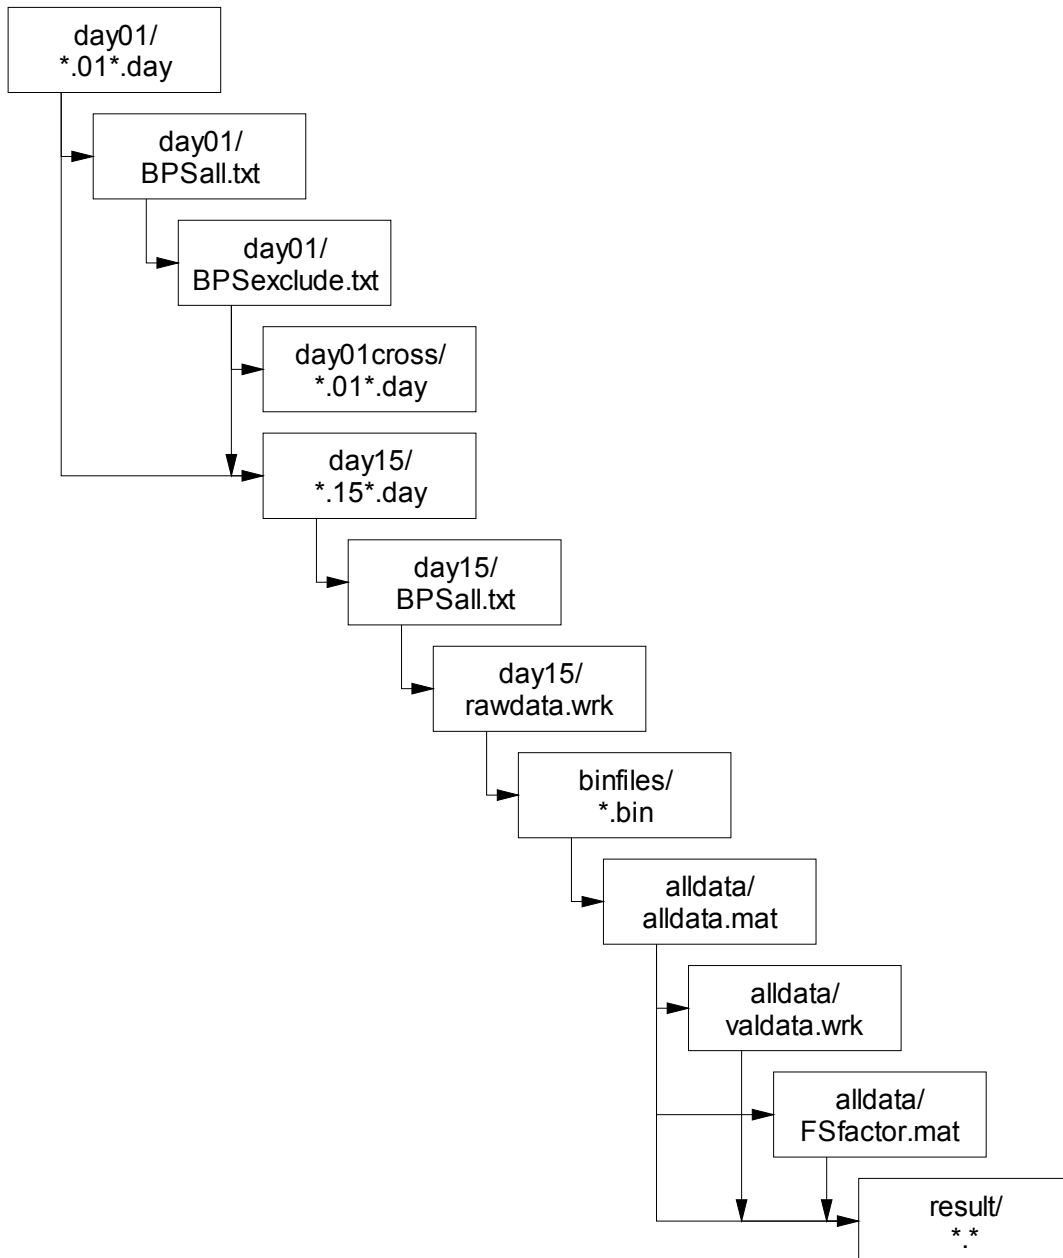 day01/
*.01*.day
day01/
BPSall.txt
day01/
BPSexclude.txt
day01cross/
*.01*.day
day15/
*.15*.day
day15/
BPSall.txt
day15/
rawdata.wrk
binfiles/
*.bin
alldata/
alldata.mat
alldata/
valdata.wrk
alldata/
FSfactor.mat
result/
*.*